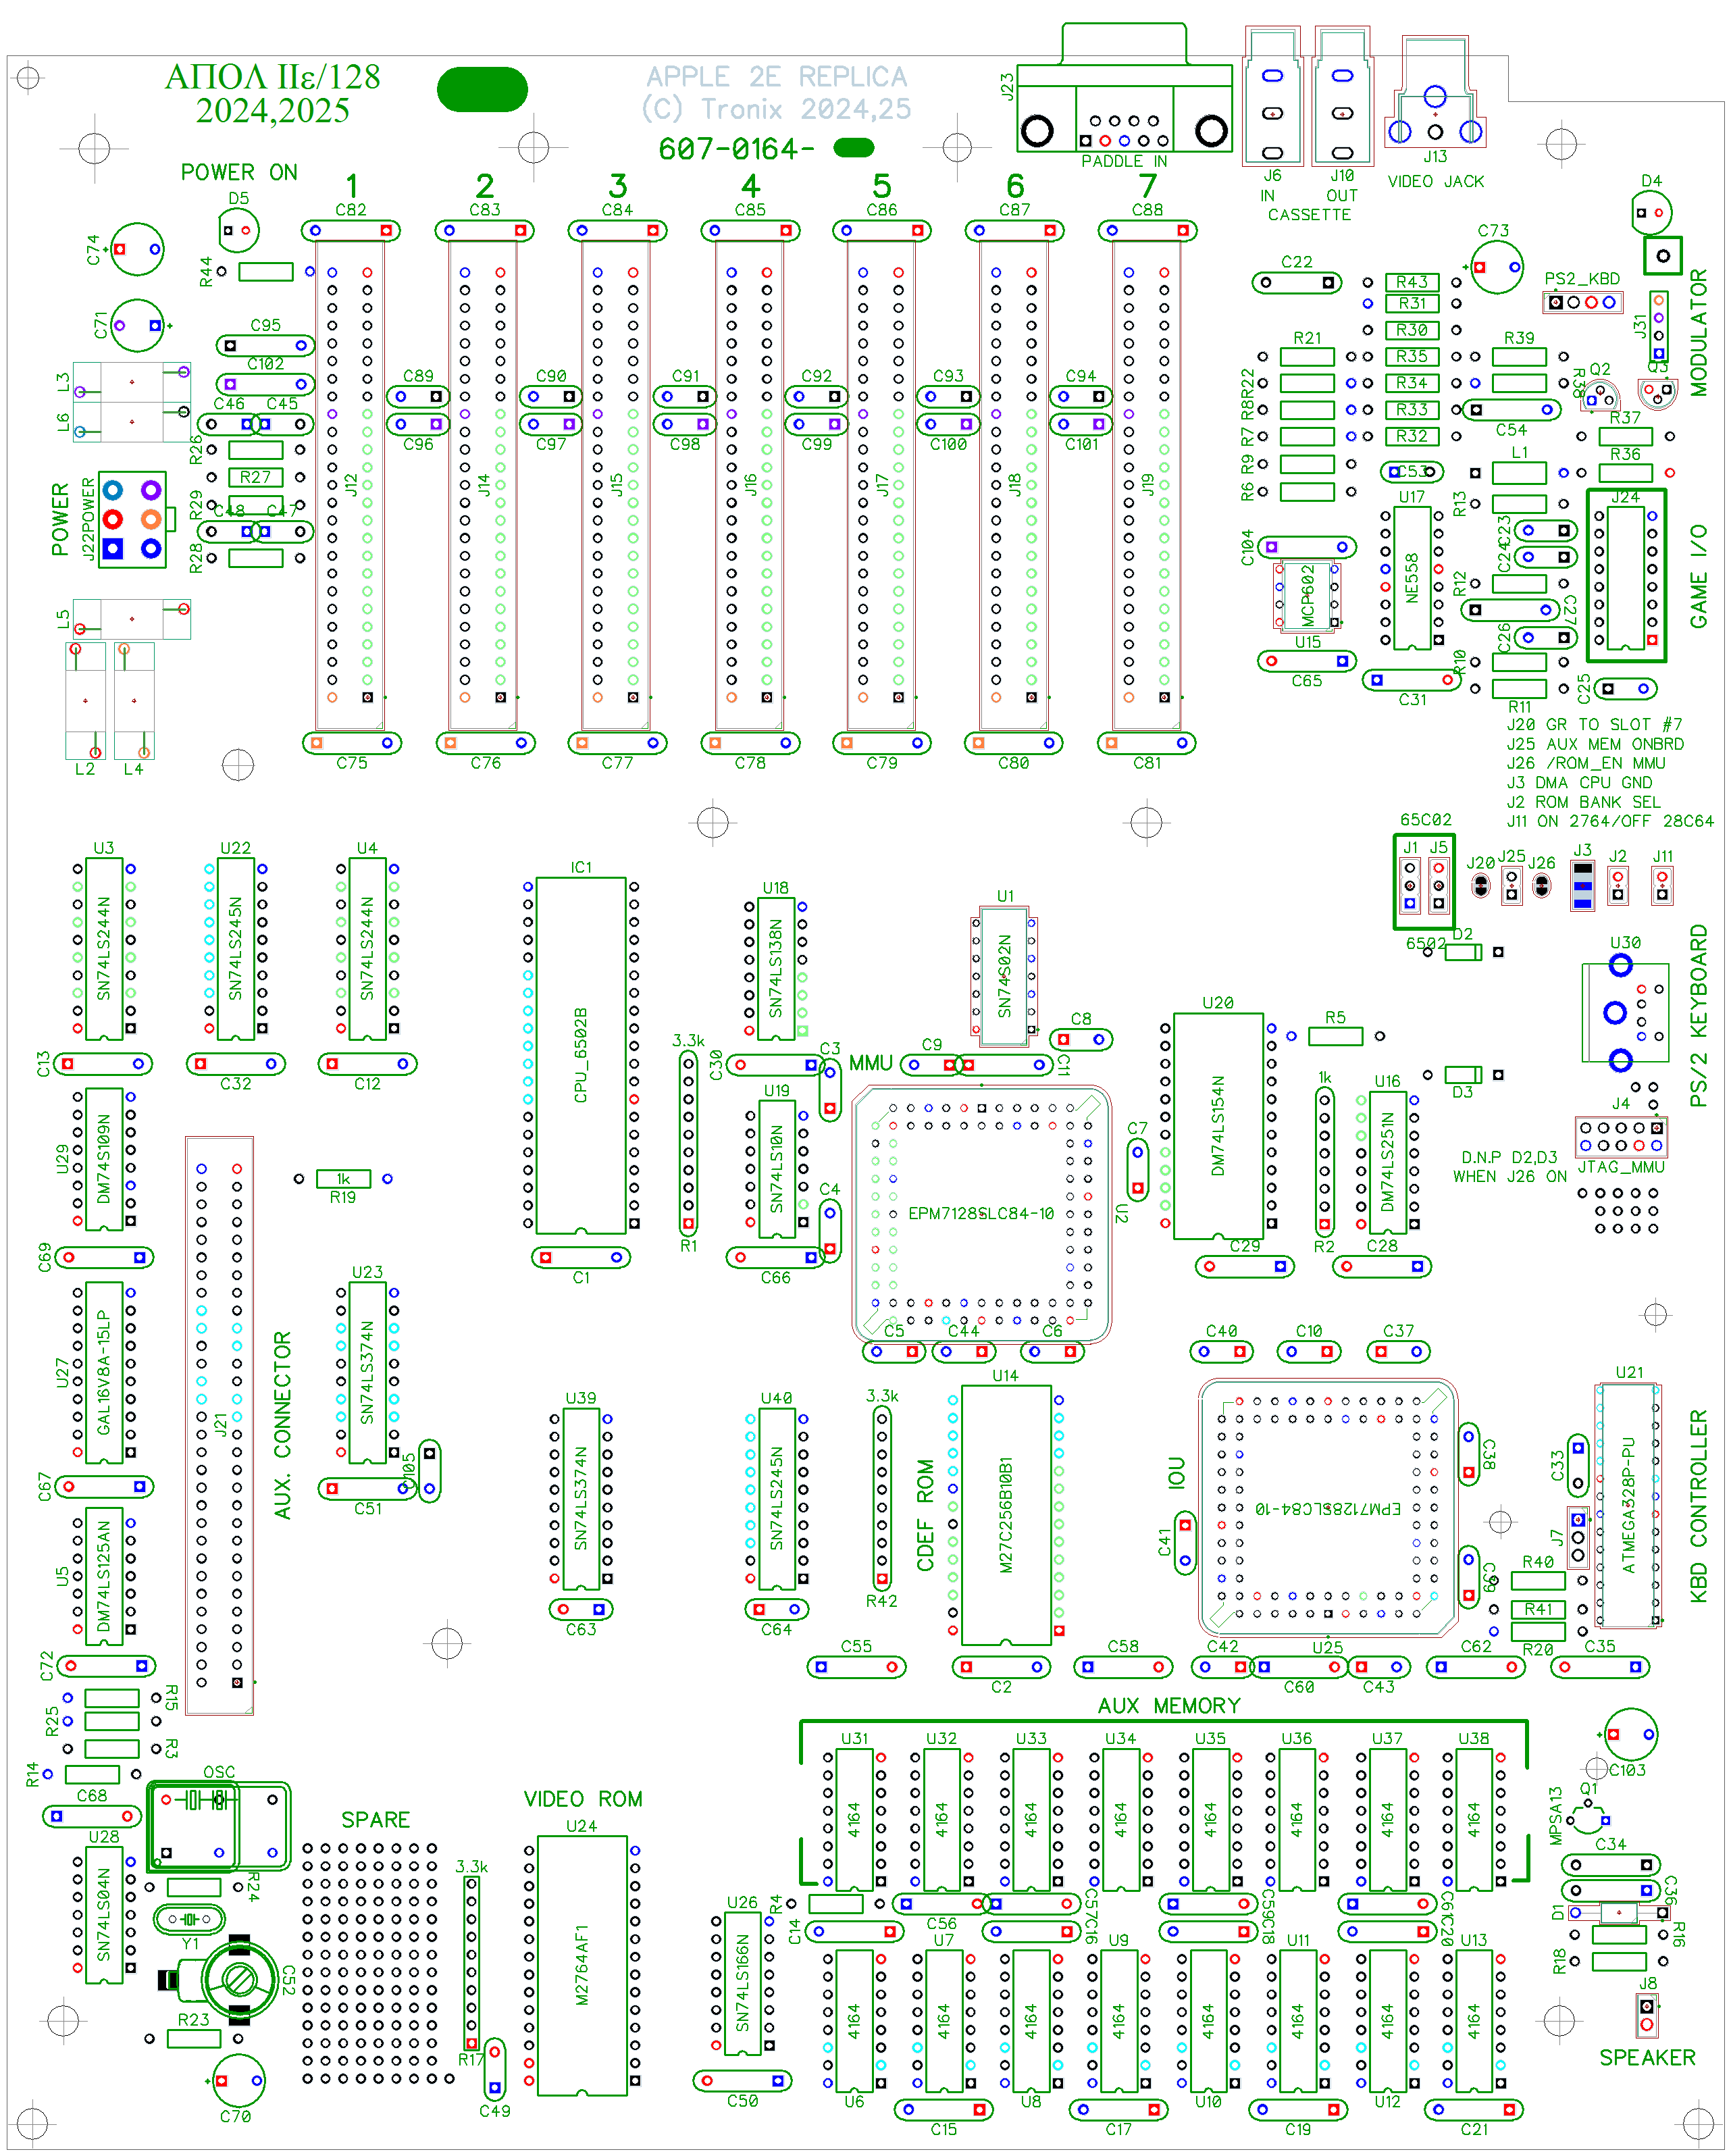 ΑΠΟΛ ΙΙε/128
2024,2025
APPLE 2E REPLICA
(C) Tronix 2024,25
607-0164-
J23
PADDLE IN
J6
IN
J10
OUT
CASSETTE
J13
VIDEO JACK
POWER ON
D5
1
2
3
4
5
6
7
C82
C83
C84
C85
C86
C87
C88
D4
C74
R44
C73
C22
R43
R31
R30
PS2_KBD
J31
MODULATOR
C71
C95
C102
L3
L6
C46
C45
R26
R27
R29
C48
C47
R28
C89
C90
C91
C92
C93
C94
C96
C97
C98
C99
C100
C101
R21
R35
R39
R22
R34
R38
Q2
Q3
R8
R33
C54
R37
R7
R32
R9
C53
L1
R36
R6
U17
R13
J24
POWER
J22POWER
J12
J14
J15
J16
J17
J18
J19
C104
MCP602
U15
C65
NE558
C23
C24
R12
C27
C26
R10
R11
C31
C25
GAME I/O
L5
L2
L4
C75
C76
C77
C78
C79
C80
C81
J20 GR TO SLOT #7
J25 AUX MEM ONBRD
J26 /ROM_EN MMU
J3 DMA CPU GND
J2 ROM BANK SEL
J11 ON 2764/OFF 28C64
65C02
J1
J5
J20
J25
J26
J3
J2
J11
6502
D2
U3
SN74LS244N
U22
SN74LS245N
U4
SN74LS244N
IC1
CPU_6502B
U18
SN74LS138N
U1
SN74S02N
U20
DM74LS154N
R5
U30
PS/2 KEYBOARD
C13
C32
C12
3.3k
C30
C3
MMU
C9
C11
C8
1k
U16
DM74LS251N
D3
J4
JTAG_MMU
U29
DM74S109N
1k
R19
U19
SN74LS10N
C4
EPM7128SLC84-10
C7
U2
D.N.P D2,D3
WHEN J26 ON
C69
C1
R1
C66
C29
R2
C28
U27
GAL16V8A-15LP
J21
AUX. CONNECTOR
U23
SN74LS374N
C5
C44
C6
C40
C10
C37
U21
ATMEGA328P-PU
KBD CONTROLLER
C67
C51
C105
U39
SN74LS374N
U40
SN74LS245N
3.3k
R42
CDEF ROM
U14
M27C256B10B1
IOU
C41
EPM7128SLC84-10
C38
C39
C33
J7
U5
DM74LS125AN
C63
C64
R40
R41
R20
C72
C55
C2
C58
C42
C60
U25
C43
C62
C35
R15
R25
R3
R14
C68
OSC
AUX MEMORY
U31
U32
U33
U34
U35
U36
U37
U38
4164
4164
4164
4164
4164
4164
4164
4164
C103
Q1
MPSA13
C34
C36
D1
R16
R18
J8
SPEAKER
SPARE
VIDEO ROM
U24
M2764AF1
3.3k
U28
SN74LS04N
R24
Y1
C52
R23
C70
R17
C49
U26
SN74LS166N
R4
C14
C56
C57
C16
C59
C18
C61
C20
C50
U7
U9
U11
U13
4164
4164
4164
4164
4164
4164
4164
4164
U6
U8
U10
U12
C15
C17
C19
C21